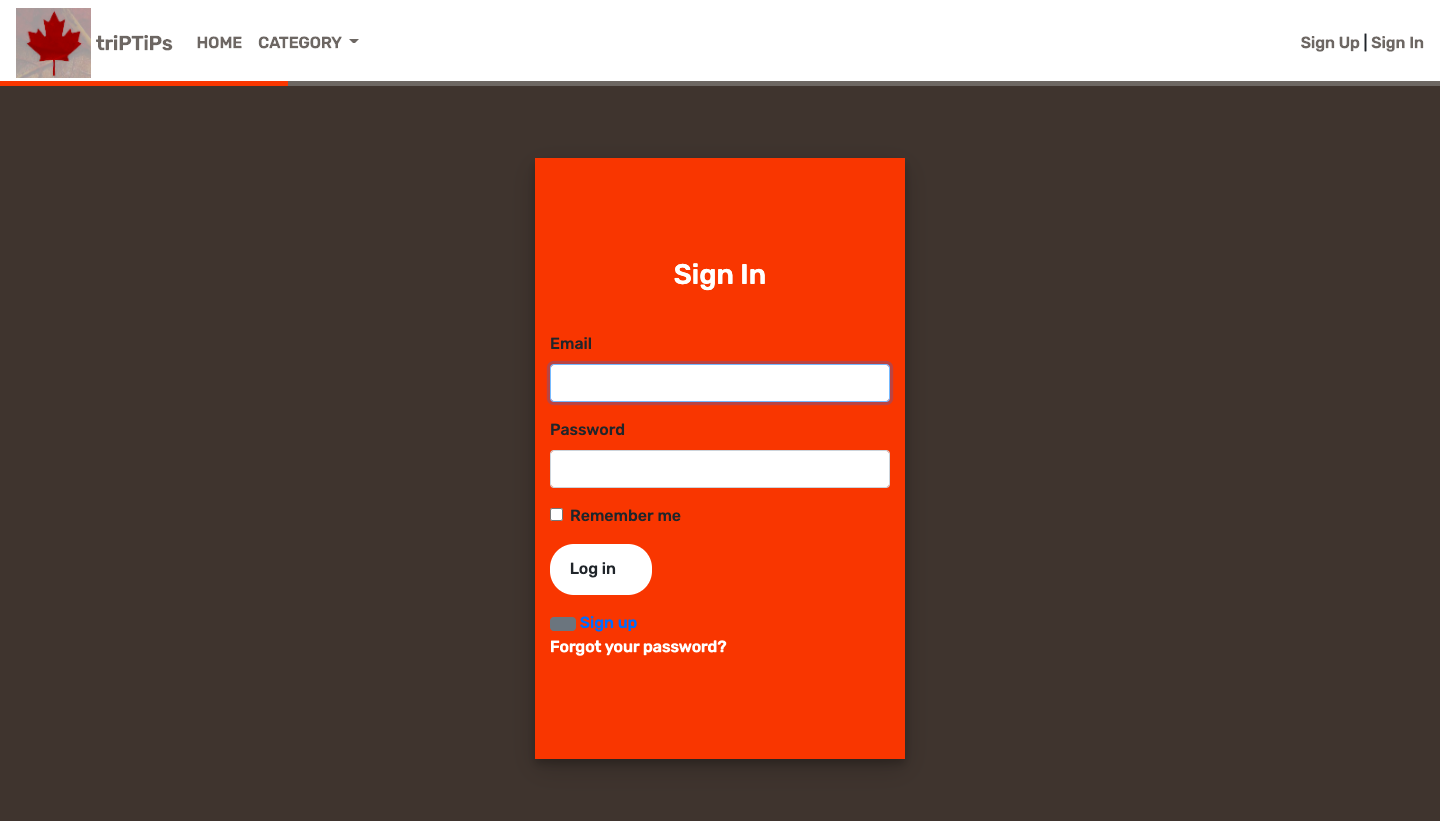 triPTiPs HOME CATEGORY Sign Up | Sign In
Sign In
Email
Password
Remember me
Log in
Sign up
Forgot your password?